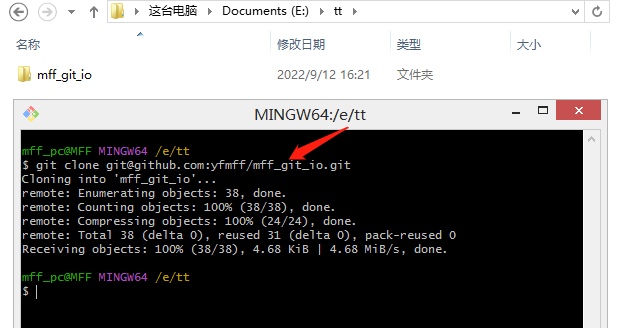 这台电脑 Documents (E:) tt
名称 修改日期 类型 大小
mff_git_io 2022/9/12 16:21 文件夹
MINGW64:/e/tt
mff_pc@MFF MINGW64 /e/tt
$ git clone git@github.com:yfmff/mff_git_io.git
Cloning into 'mff_git_io'...
remote: Enumerating objects: 38, done.
remote: Counting objects: 100% (38/38), done.
remote: Compressing objects: 100% (24/24), done.
remote: Total 38 (delta 0), reused 31 (delta 0), pack-reused 0
Receiving objects: 100% (38/38), 4.68 KiB | 4.68 MiB/s, done.
mff_pc@MFF MINGW64 /e/tt
$